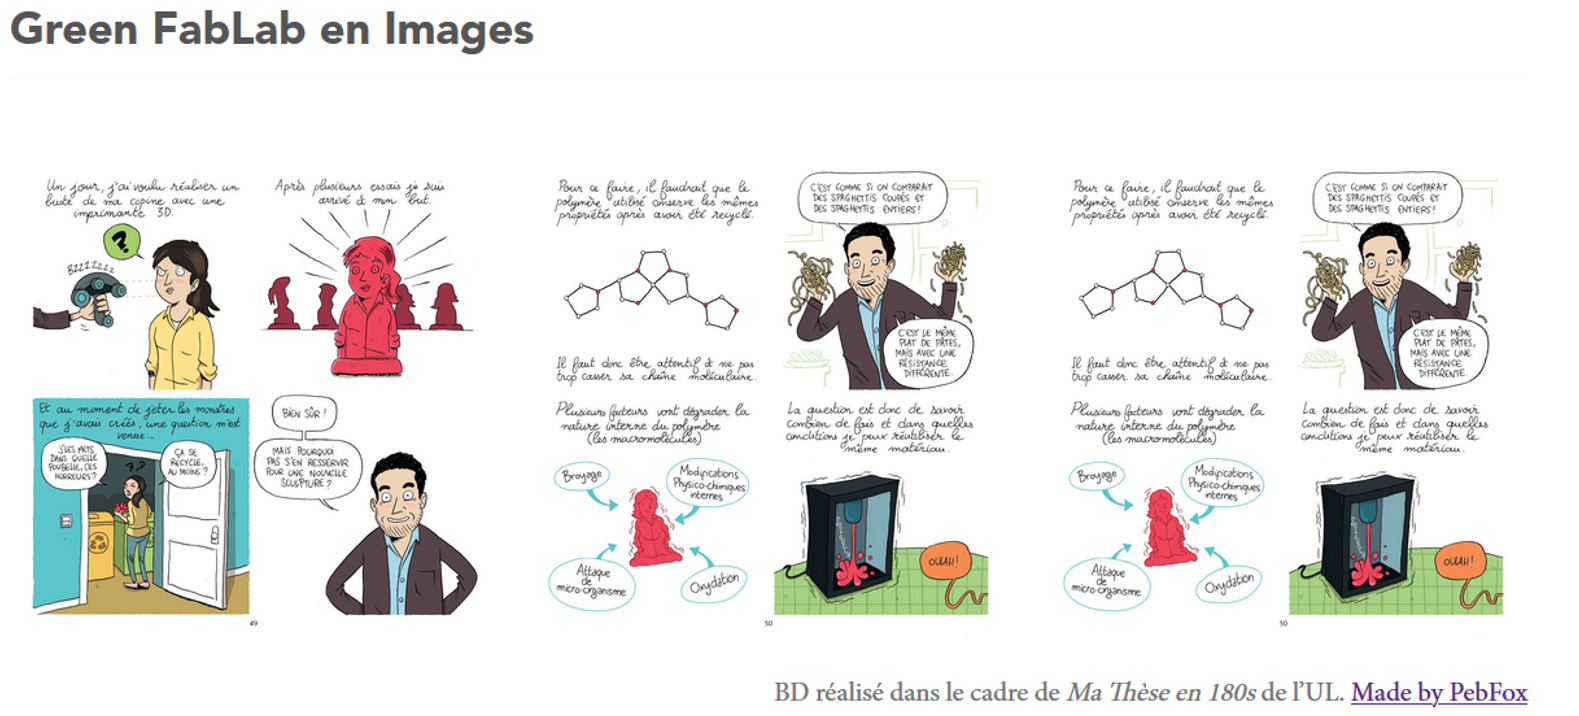 Green FabLab en Images
Un jour, j'ai voulu réaliser un
buste de ma copine avec une
imprimante 3D.
?
BZZZZZZZ
Après plusieurs essais je suis
arrivé à mon but.
Et au moment de jeter les monstres
que j'avais créés, une question m'est
venue...
J'LES METS
DANS QUELLE
POUBELLE, CES
HORREURS ?
? ?
ÇA SE
RECYCLE,
AU MOINS ?
BIEN SÛR !
MAIS POURQUOI
PAS S'EN RESSERVIR
POUR UNE NOUVELLE
SCULPTURE ?
49
Pour ce faire, il faudrait que le
polymère utilisé conserve les mêmes
propriétés après avoir été recyclé.
Il faut donc être attentif à ne pas
trop casser sa chaîne moléculaire.
C'EST COMME SI ON COMPARAIT
DES SPAGHETTIS COUPÉS ET
DES SPAGHETTIS ENTIERS !
C'EST LE MÊME
PLAT DE PÂTES,
MAIS AVEC UNE
RÉSISTANCE
DIFFÉRENTE.
Plusieurs facteurs vont dégrader la
nature interne du polymère
(les macromolécules)
Broyage
Modifications
Physico-chimiques
internes
Attaque
de
micro-organisme
Oxydation
La question est donc de savoir
combien de fois et dans quelles
conditions je peux réutiliser le
même matériau.
OULAH !
50
Pour ce faire, il faudrait que le
polymère utilisé conserve les mêmes
propriétés après avoir été recyclé.
Il faut donc être attentif à ne pas
trop casser sa chaîne moléculaire.
C'EST COMME SI ON COMPARAIT
DES SPAGHETTIS COUPÉS ET
DES SPAGHETTIS ENTIERS !
C'EST LE MÊME
PLAT DE PÂTES,
MAIS AVEC UNE
RÉSISTANCE
DIFFÉRENTE.
Plusieurs facteurs vont dégrader la
nature interne du polymère
(les macromolécules)
Broyage
Modifications
Physico-chimiques
internes
Attaque
de
micro-organisme
Oxydation
La question est donc de savoir
combien de fois et dans quelles
conditions je peux réutiliser le
même matériau.
OULAH !
50
BD réalisé dans le cadre de Ma Thèse en 180s de l'UL. Made by PebFox